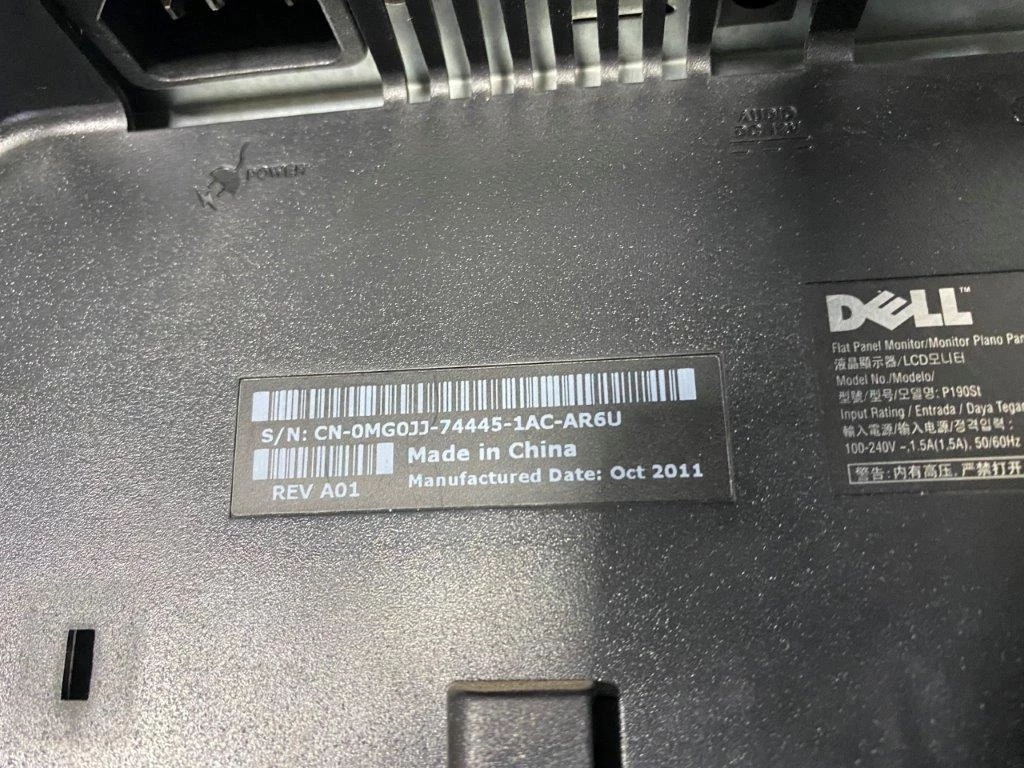 POWER
AUDIO
DELL™
Flat Panel Monitor/Monitor Plano
液晶顯示器/LCD모니터
Model No./Modelo/
型號/型号/모델명: P190St
Input Rating / Entrada / Daya
輸入電源/输入电源/정격입력:
100-240V ~,1.5A(1.5A), 50/60Hz
警告:内有高压,严禁打开
S/N: CN-0MG0JJ-74445-1AC-AR6U
Made in China
REV A01
Manufactured Date: Oct 2011